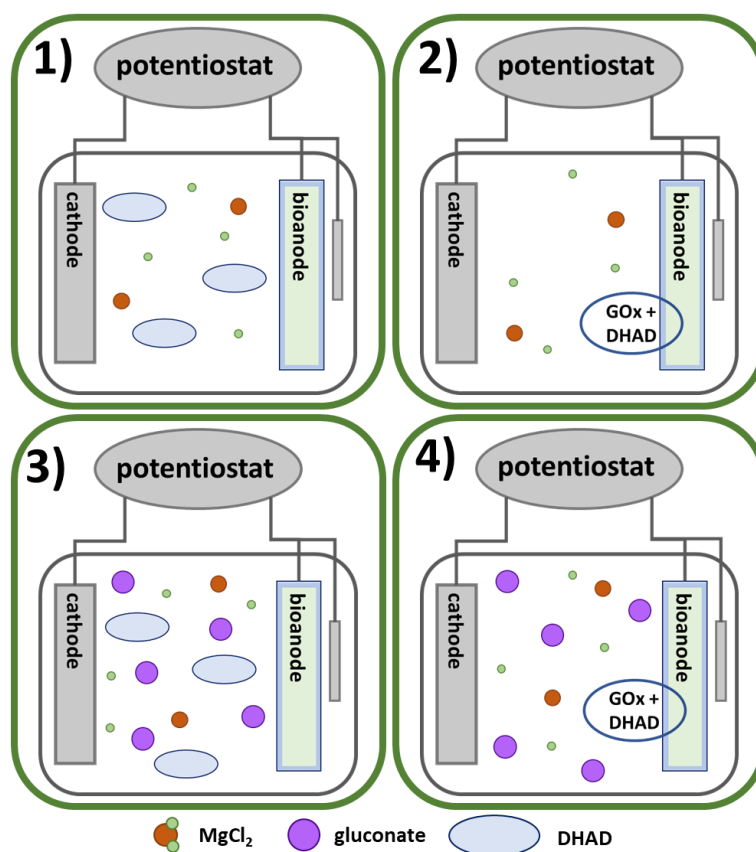 1)
potentiostat
cathode
bioanode
2)
potentiostat
cathode
bioanode
GOx +
DHAD
3)
potentiostat
cathode
bioanode
4)
potentiostat
cathode
bioanode
GOx +
DHAD
MgCl₂ gluconate DHAD